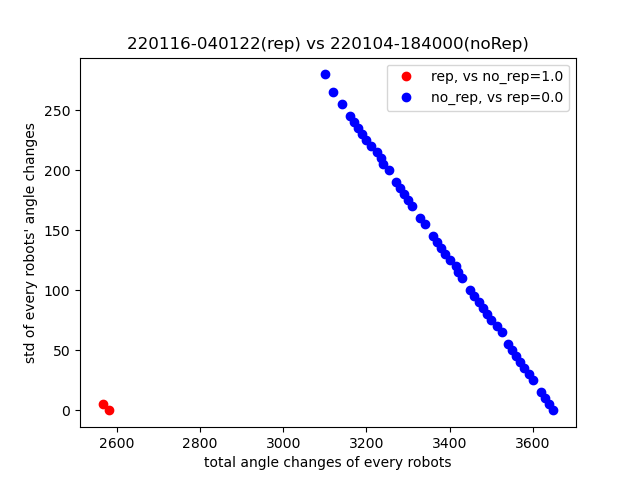 220116-040122(rep) vs 220104-184000(noRep)
rep, vs no_rep=1.0
no_rep, vs rep=0.0
std of every robots' angle changes
250
200
150
100
50
0
2600 2800 3000 3200 3400 3600
total angle changes of every robots